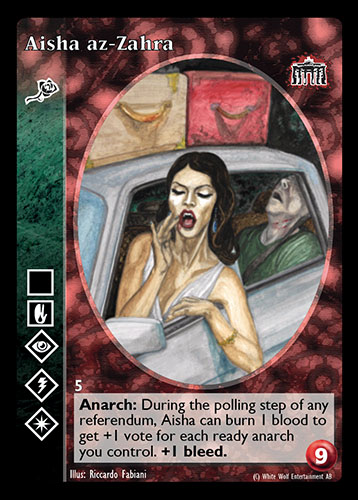 Aisha az-Zahra
5
Anarch: During the polling step of any
referendum, Aisha can burn 1 blood to
get +1 vote for each ready anarch
you control. +1 bleed.
9
Illus: Riccardo Fabiani
(C) White Wolf Entertainment AB